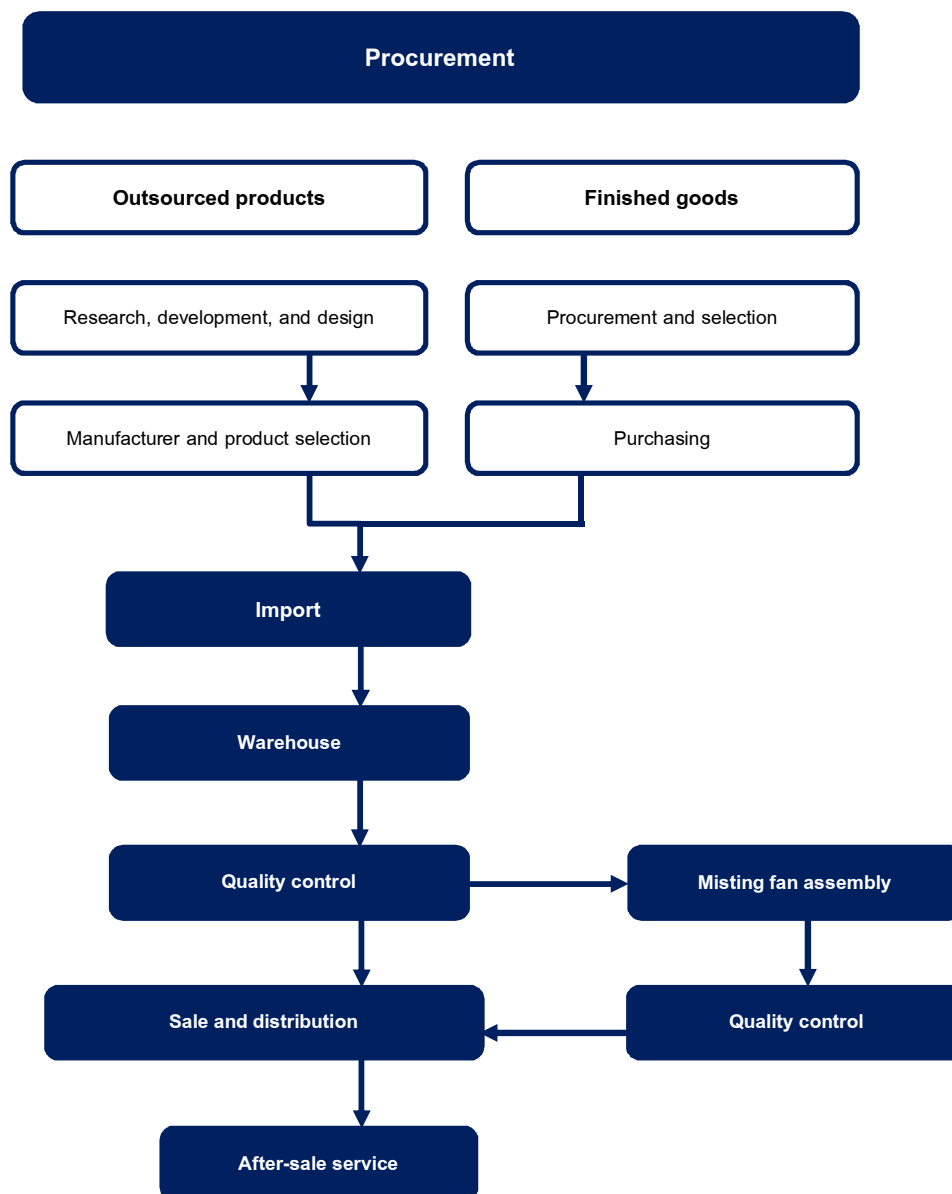 Procurement
Outsourced products
Finished goods
Research, development, and design
Procurement and selection
Manufacturer and product selection
Purchasing
Import
Warehouse
Quality control
Misting fan assembly
Sale and distribution
Quality control
After-sale service